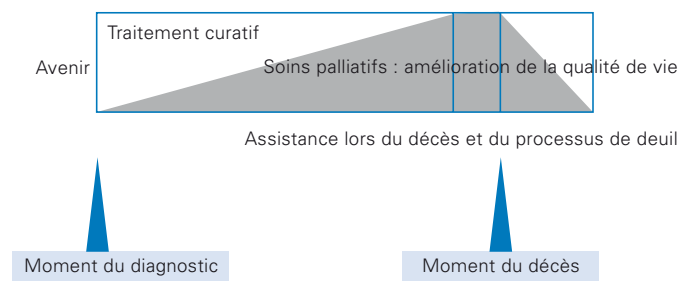 Traitement curatif
Avenir
Soins palliatifs : amélioration de la qualité de vie
Assistance lors du décès et du processus de deuil
Moment du diagnostic
Moment du décès